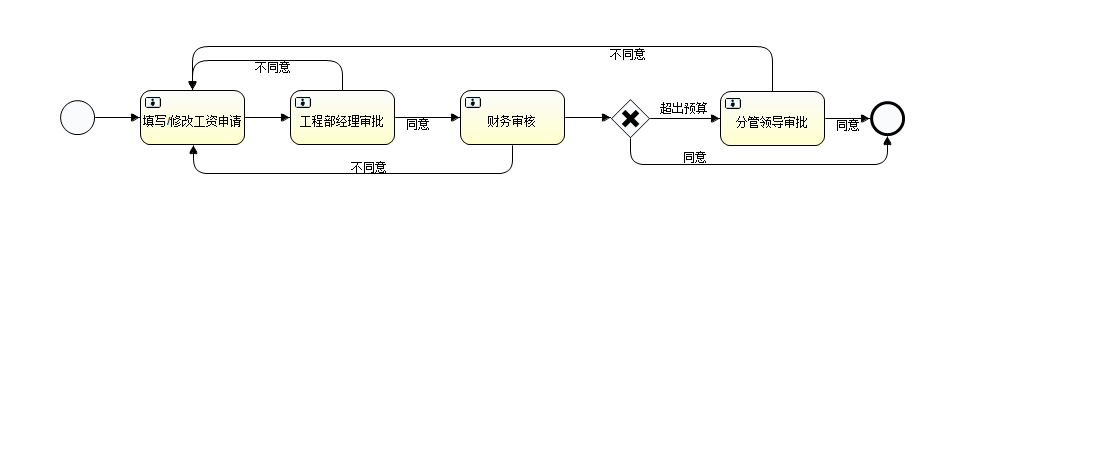 不同意
不同意
填写/修改工资申请
工程部经理审批
同意
财务审核
超出预算
分管领导审批
同意
同意
不同意